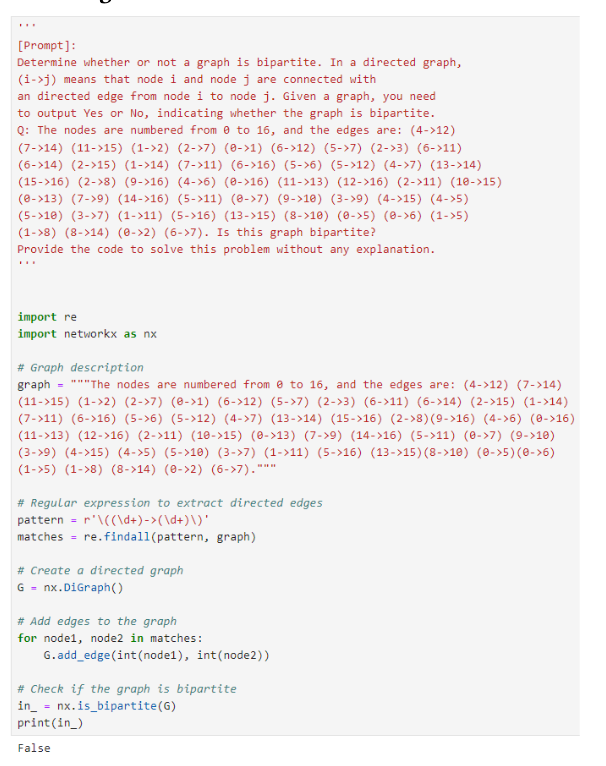 '''
[Prompt]:
Determine whether or not a graph is bipartite. In a directed graph,
(i->j) means that node i and node j are connected with
an directed edge from node i to node j. Given a graph, you need
to output Yes or No, indicating whether the graph is bipartite.
Q: The nodes are numbered from 0 to 16, and the edges are: (4->12)
(7->14) (11->15) (1->2) (2->7) (0->1) (6->12) (5->7) (2->3) (6->11)
(6->14) (2->15) (1->14) (7->11) (6->16) (5->6) (5->12) (4->7) (13->14)
(15->16) (2->8) (9->16) (4->6) (0->16) (11->13) (12->16) (2->11) (10->15)
(0->13) (7->9) (14->16) (5->11) (0->7) (9->10) (3->9) (4->15) (4->5)
(5->10) (3->7) (1->11) (5->16) (13->15) (8->10) (0->5) (0->6) (1->5)
(1->8) (8->14) (0->2) (6->7). Is this graph bipartite?
Provide the code to solve this problem without any explanation.
'''
import re
import networkx as nx
# Graph description
graph = """The nodes are numbered from 0 to 16, and the edges are: (4->12) (7->14)
(11->15) (1->2) (2->7) (0->1) (6->12) (5->7) (2->3) (6->11) (6->14) (2->15) (1->14)
(7->11) (6->16) (5->6) (5->12) (4->7) (13->14) (15->16) (2->8)(9->16) (4->6) (0->16)
(11->13) (12->16) (2->11) (10->15) (0->13) (7->9) (14->16) (5->11) (0->7) (9->10)
(3->9) (4->15) (4->5) (5->10) (3->7) (1->11) (5->16) (13->15)(8->10) (0->5)(0->6)
(1->5) (1->8) (8->14) (0->2) (6->7)."""
# Regular expression to extract directed edges
pattern = r'\((\d+)->(\d+)\)'
matches = re.findall(pattern, graph)
# Create a directed graph
G = nx.DiGraph()
# Add edges to the graph
for node1, node2 in matches:
    G.add_edge(int(node1), int(node2))
# Check if the graph is bipartite
in_ = nx.is_bipartite(G)
print(in_)
False